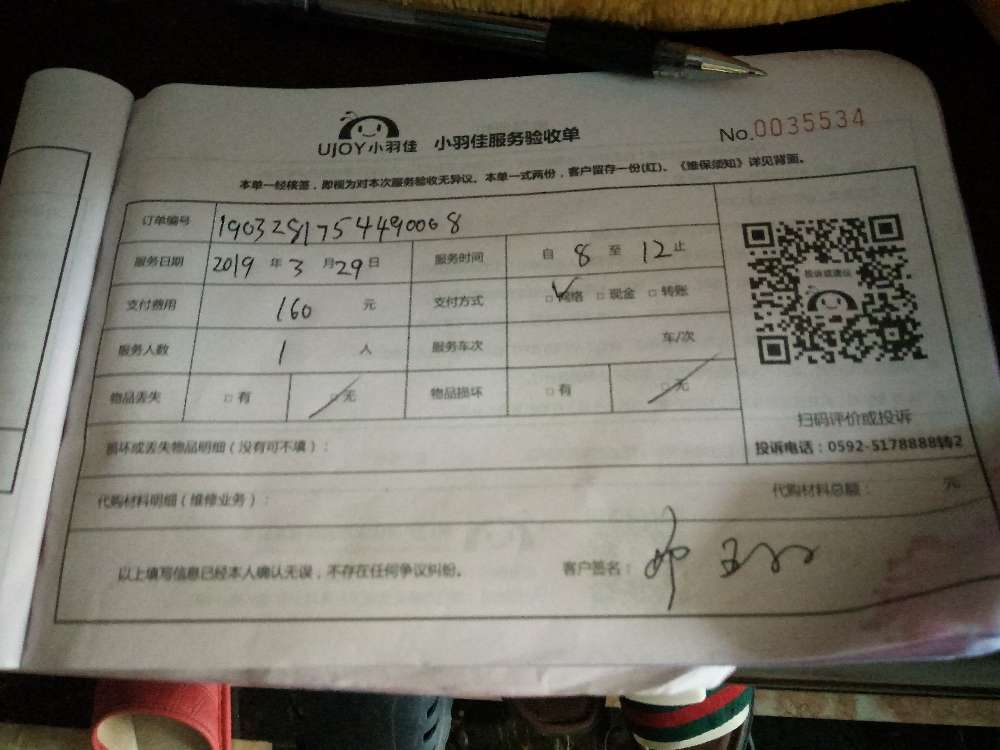 UJOY小羽佳 小羽佳服务验收单 No.0035534
本单一经核签，即视为对本次服务验收无异议。本单一式两份，客户留存一份(红)。《维保须知》详见背面。
订单编号 19032817544490008
服务日期 2019 年 3 月 29 日 服务时间 自 8 至 12 止
支付费用 160 元 支付方式 □网络 □现金 □转账
服务人数 1 人 服务车次 车/次
物品丢失 □有 □无 物品损坏 □有 □无
投诉或建议
扫码评价或投诉
投诉电话：0592-5178888转2
损坏或丢失物品明细（没有可不填）：
代购材料明细（维修业务）： 代购材料总额： 元
以上填写信息已经本人确认无误，不存在任何争议纠纷。 客户签名：